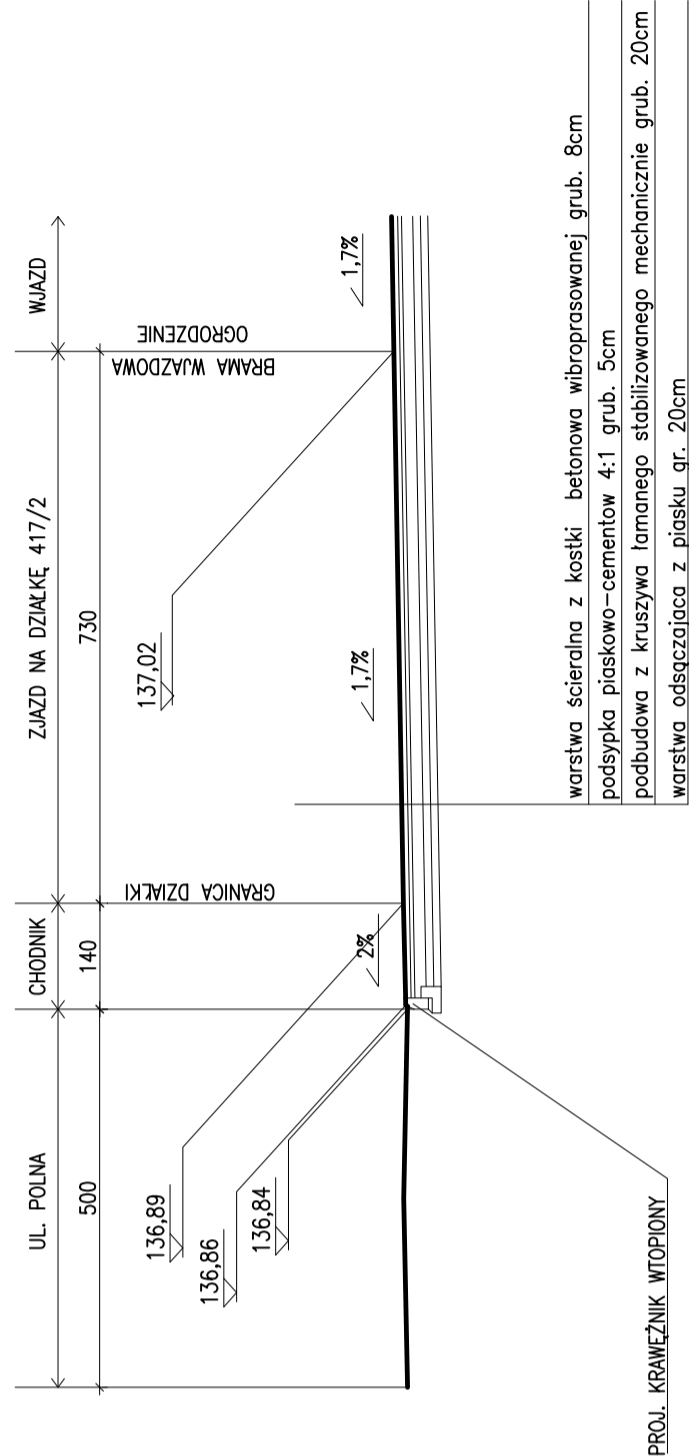 UL. POLNA
CHODNIK
ZJAZD NA DZIAŁKĘ 417/2
WJAZD
500
140
730
GRANICA DZIAŁKI
BRAMA WJAZDOWA
OGRODZENIE
136,89
136,86
136,84
137,02
2%
1,7%
1,7%
warstwa ścieralna z kostki betonowa wibroprasowanej grub. 8cm
podsypka piaskowo-cementow 4:1 grub. 5cm
podbudowa z kruszywa łamanego stabilizowanego mechanicznie grub. 20cm
warstwa odsączajaca z piasku gr. 20cm
PROJ. KRAWĘŻNIK WTOPIONY